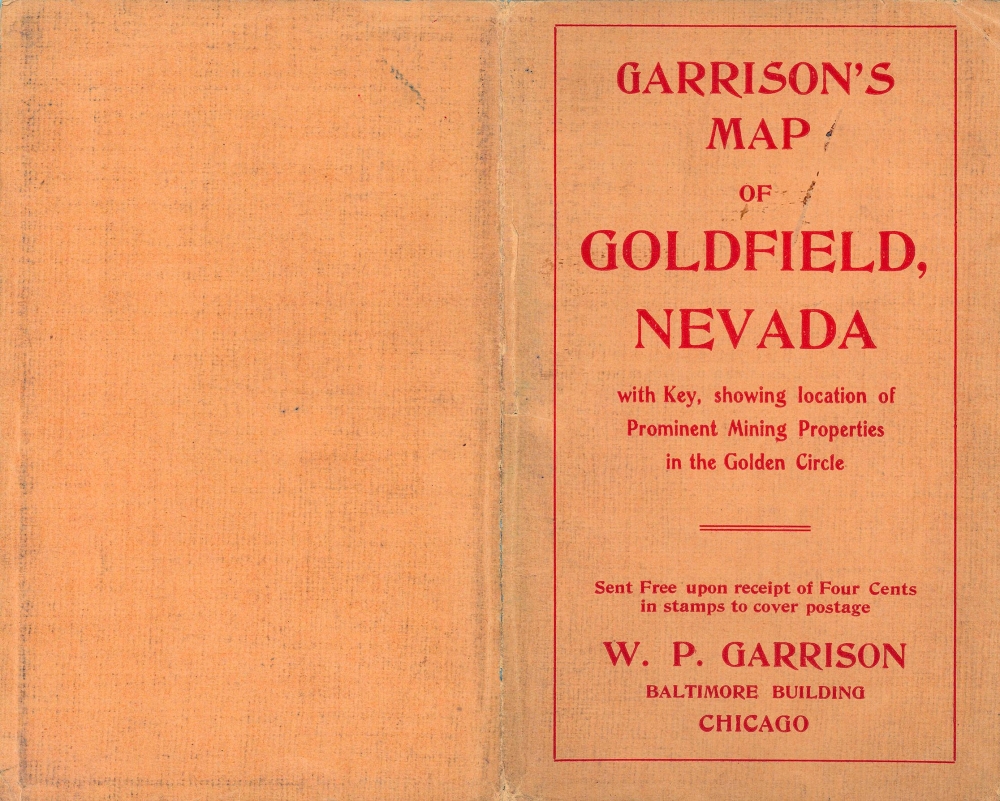 GARRISON'S
MAP
OF
GOLDFIELD,
NEVADA
with Key, showing location of
Prominent Mining Properties
in the Golden Circle
Sent Free upon receipt of Four Cents
in stamps to cover postage
W. P. GARRISON
BALTIMORE BUILDING
CHICAGO